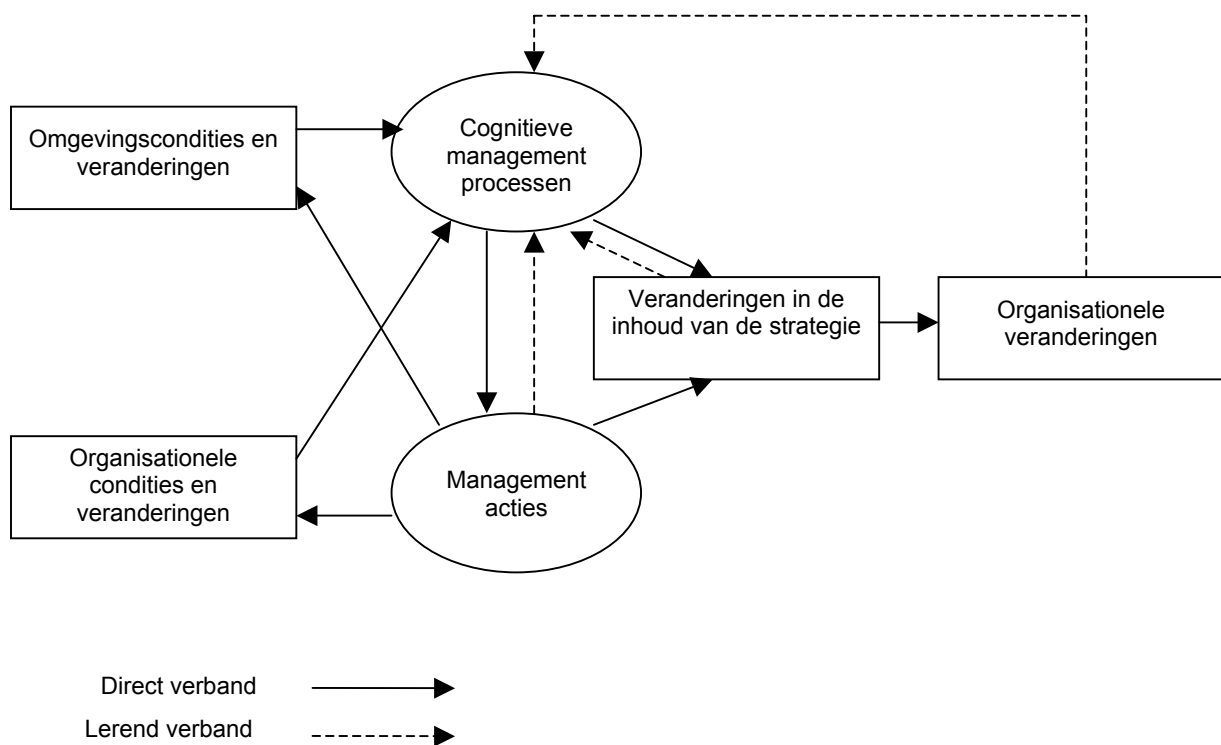 Omgevingscondities en
veranderingen
Cognitieve
management
processen
Veranderingen in de
inhoud van de strategie
Organisationele
veranderingen
Organisationele
condities en
veranderingen
Management
acties
Direct verband
Lerend verband